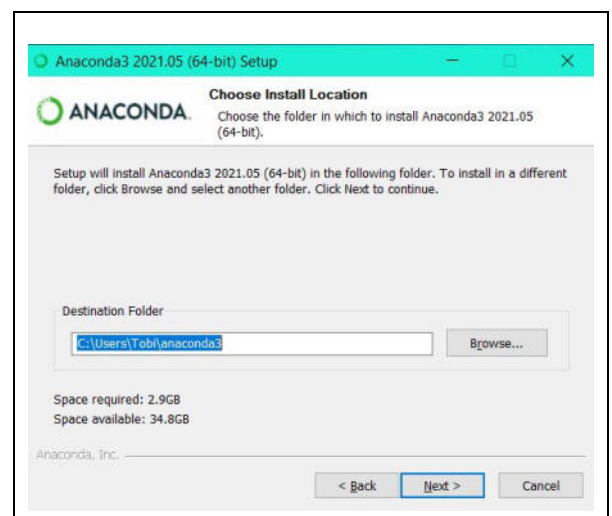 Anaconda3 2021.05 (64-bit) Setup
ANACONDA.
Choose Install Location
Choose the folder in which to install Anaconda3 2021.05
(64-bit).
Setup will install Anaconda3 2021.05 (64-bit) in the following folder. To install in a different
folder, click Browse and select another folder. Click Next to continue.
Destination Folder
C:\Users\Tobi\anaconda3
Browse...
Space required: 2.9GB
Space available: 34.8GB
Anaconda, Inc.
< Back
Next >
Cancel